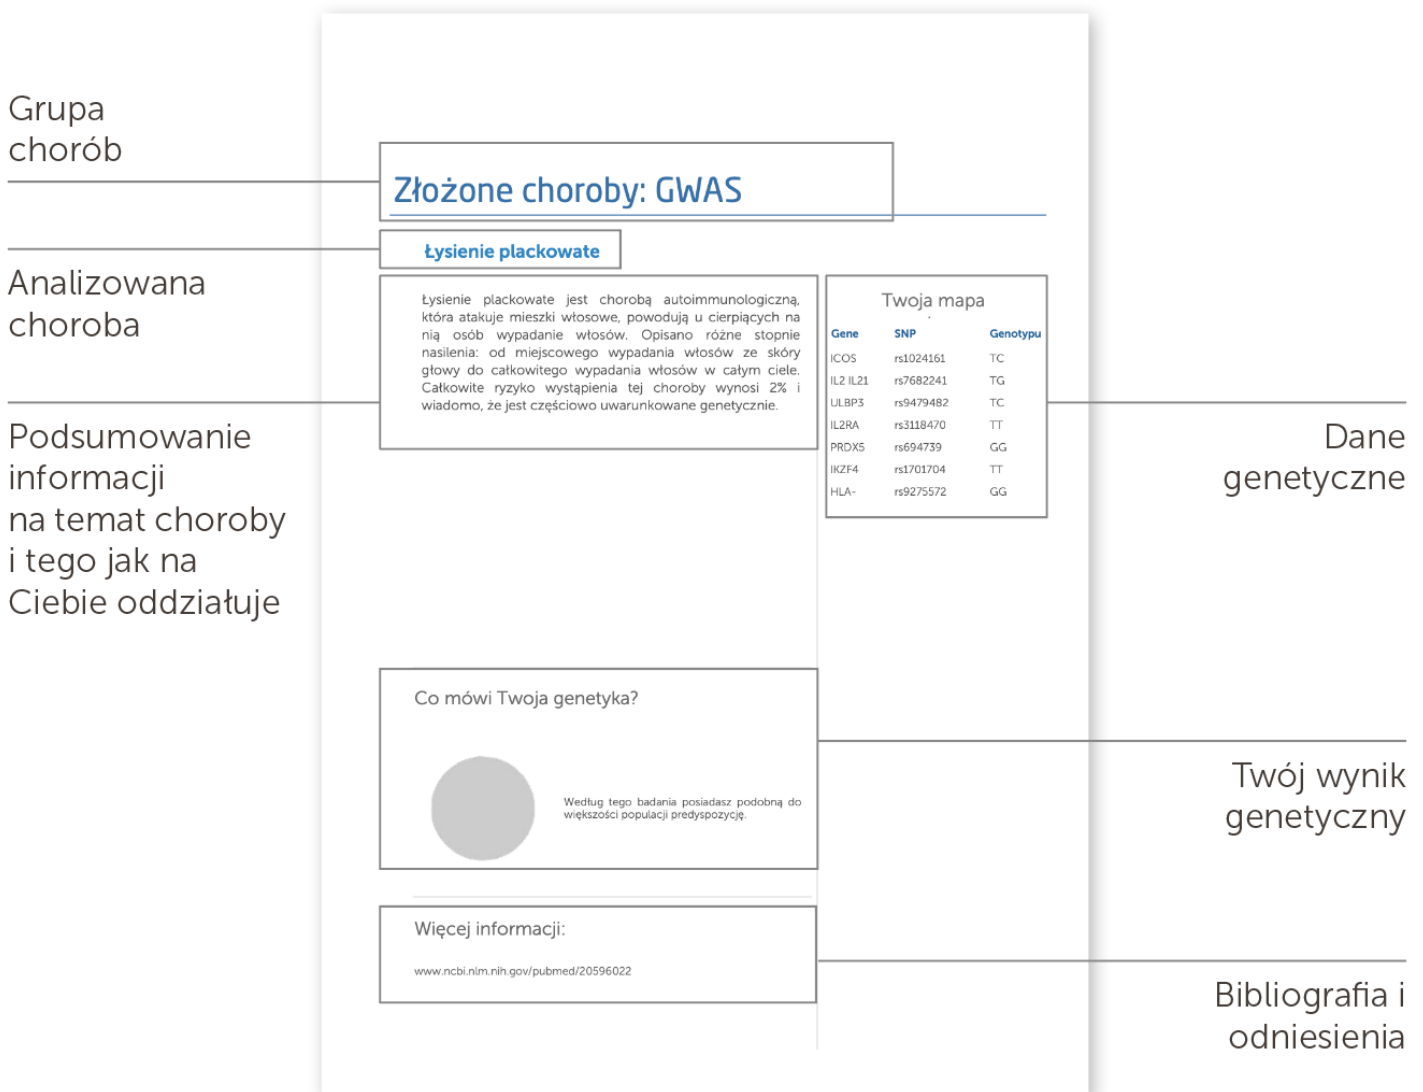 Grupa
chorób
Złożone choroby: GWAS
Łysienie plackowate
Analizowana
choroba
Łysienie plackowate jest chorobą autoimmunologiczną,
która atakuje mieszki włosowe, powodują u cierpiących na
nią osób wypadanie włosów. Opisano różne stopnie
nasilenia: od miejscowego wypadania włosów ze skóry
głowy do całkowitego wypadania włosów w całym ciele.
Całkowite ryzyko wystąpienia tej choroby wynosi 2% i
wiadomo, że jest częściowo uwarunkowane genetycznie.
Twoja mapa
Gene SNP Genotypu
ICOS rs1024161 TC
IL2 IL21 rs7682241 TG
ULBP3 rs9479482 TC
IL2RA rs3118470 TT
PRDX5 rs694739 GG
IKZF4 rs1701704 TT
HLA- rs9275572 GG
Podsumowanie
informacji
na temat choroby
i tego jak na
Ciebie oddziałuje
Dane
genetyczne
Co mówi Twoja genetyka?
Według tego badania posiadasz podobną do
większości populacji predyspozycję.
Twój wynik
genetyczny
Więcej informacji:
www.ncbi.nlm.nih.gov/pubmed/20596022
Bibliografia i
odniesienia